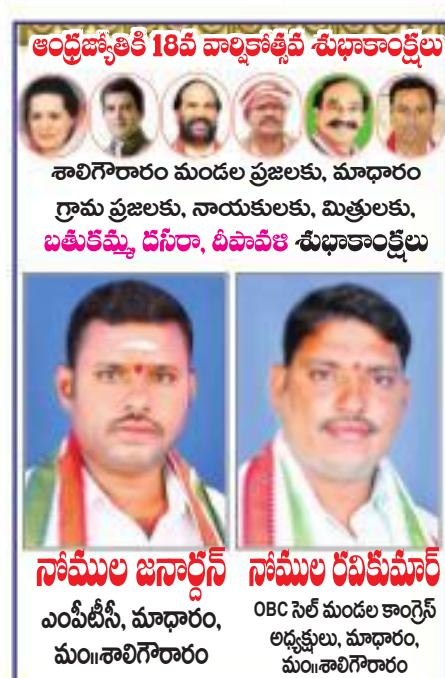 ఆంధ్రజ్యోతికి 18వ వార్షికోత్సవ శుభాకాంక్షలు
శాలిగౌరారం మండల ప్రజలకు, మాధారం
గ్రామ ప్రజలకు, నాయకులకు, మిత్రులకు,
బతుకమ్మ, దసరా, దీపావళి శుభాకాంక్షలు
నోముల జనార్దన్ నోముల రవికుమార్
ఎంపీటీసీ, మాధారం,
మం॥శాలిగౌరారం
OBC సెల్ మండల కాంగ్రెస్
అధ్యక్షులు, మాధారం,
మం॥శాలిగౌరారం